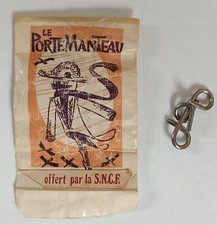 LE
PORTEMANTEAU
offert par la S.N.C.F.